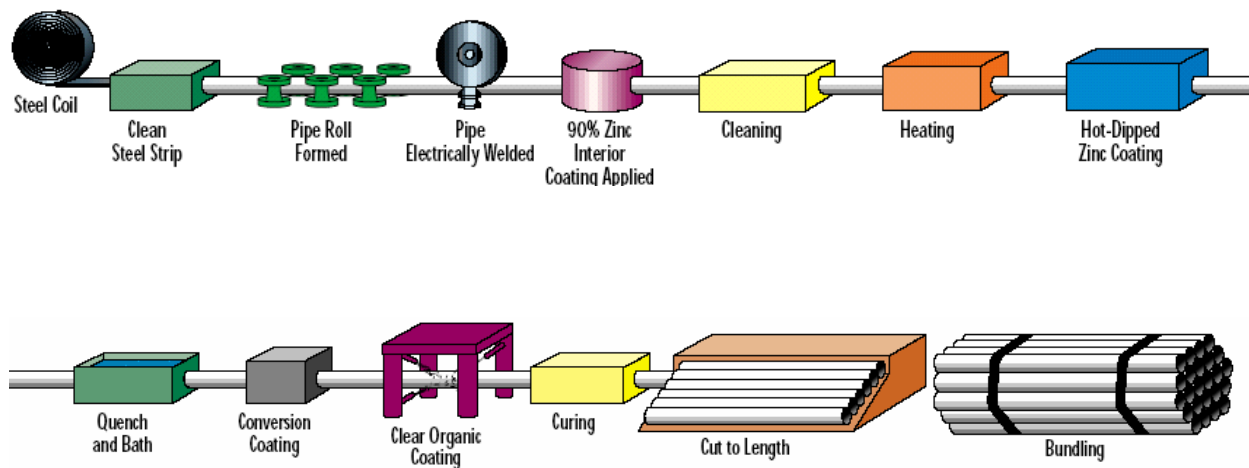 Steel Coil
Clean
Steel Strip
Pipe Roll
Formed
Pipe
Electrically Welded
90% Zinc
Interior
Coating Applied
Cleaning
Heating
Hot-Dipped
Zinc Coating
Quench
and Bath
Conversion
Coating
Clear Organic
Coating
Curing
Cut to Length
Bundling